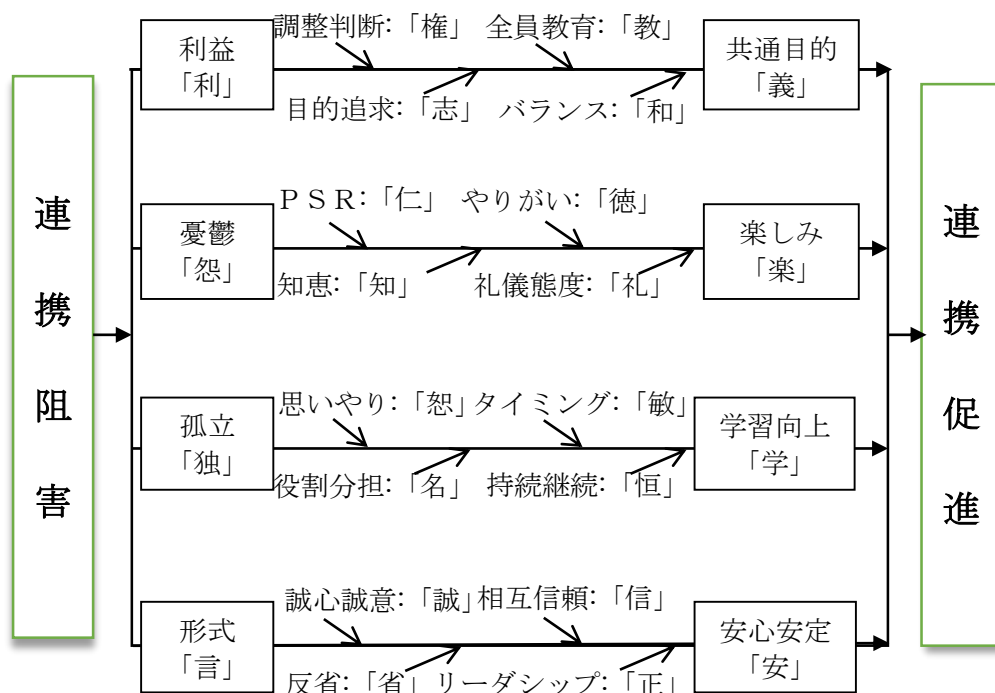 連携阻害
利益
「利」
調整判断:「権」 全員教育:「教」
目的追求:「志」 バランス:「和」
共通目的
「義」
憂鬱
「怨」
ＰＳＲ:「仁」 やりがい:「徳」
知恵:「知」 礼儀態度:「礼」
楽しみ
「楽」
孤立
「独」
思いやり:「恕」タイミング:「敏」
役割分担:「名」 持続継続:「恒」
学習向上
「学」
形式
「言」
誠心誠意:「誠」相互信頼:「信」
反省:「省」リーダシップ:「正」
安心安定
「安」
連携促進